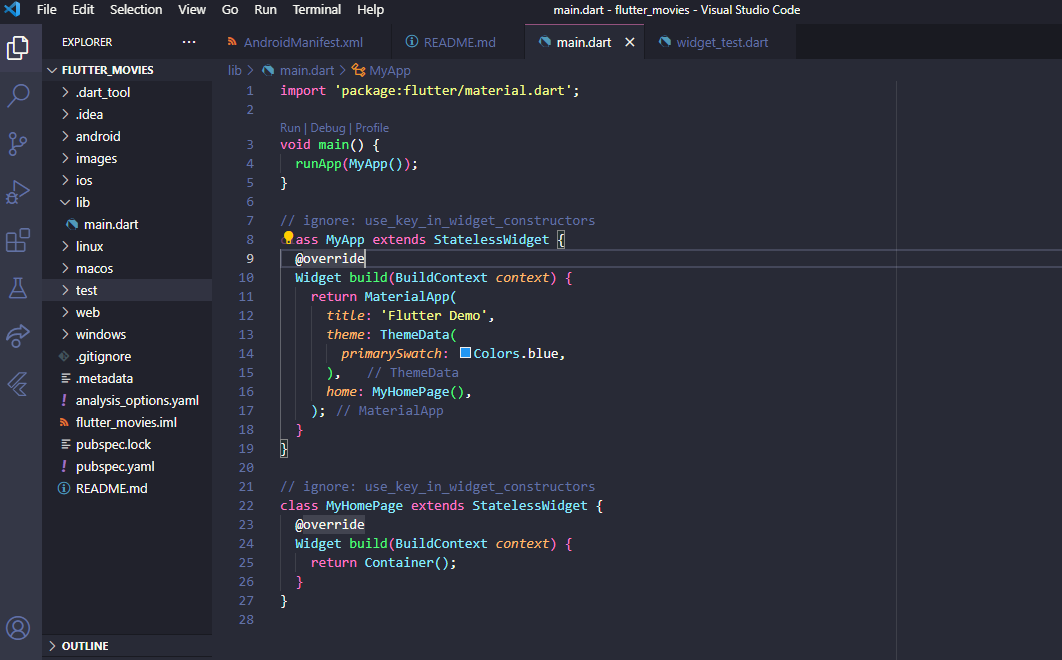 File Edit Selection View Go Run Terminal Help
main.dart - flutter_movies - Visual Studio Code
EXPLORER ···
AndroidManifest.xml
README.md
main.dart
widget_test.dart
FLUTTER_MOVIES
.dart_tool
.idea
android
images
ios
lib
main.dart
linux
macos
test
web
windows
.gitignore
.metadata
analysis_options.yaml
flutter_movies.iml
pubspec.lock
pubspec.yaml
README.md
OUTLINE
lib > main.dart > MyApp
1 import 'package:flutter/material.dart';
2
Run | Debug | Profile
3 void main() {
4 runApp(MyApp());
5 }
6
7 // ignore: use_key_in_widget_constructors
8 ass MyApp extends StatelessWidget {
9 @override
10 Widget build(BuildContext context) {
11 return MaterialApp(
12 title: 'Flutter Demo',
13 theme: ThemeData(
14 primarySwatch: Colors.blue,
15 ), // ThemeData
16 home: MyHomePage(),
17 ); // MaterialApp
18 }
19 }
20
21 // ignore: use_key_in_widget_constructors
22 class MyHomePage extends StatelessWidget {
23 @override
24 Widget build(BuildContext context) {
25 return Container();
26 }
27 }
28